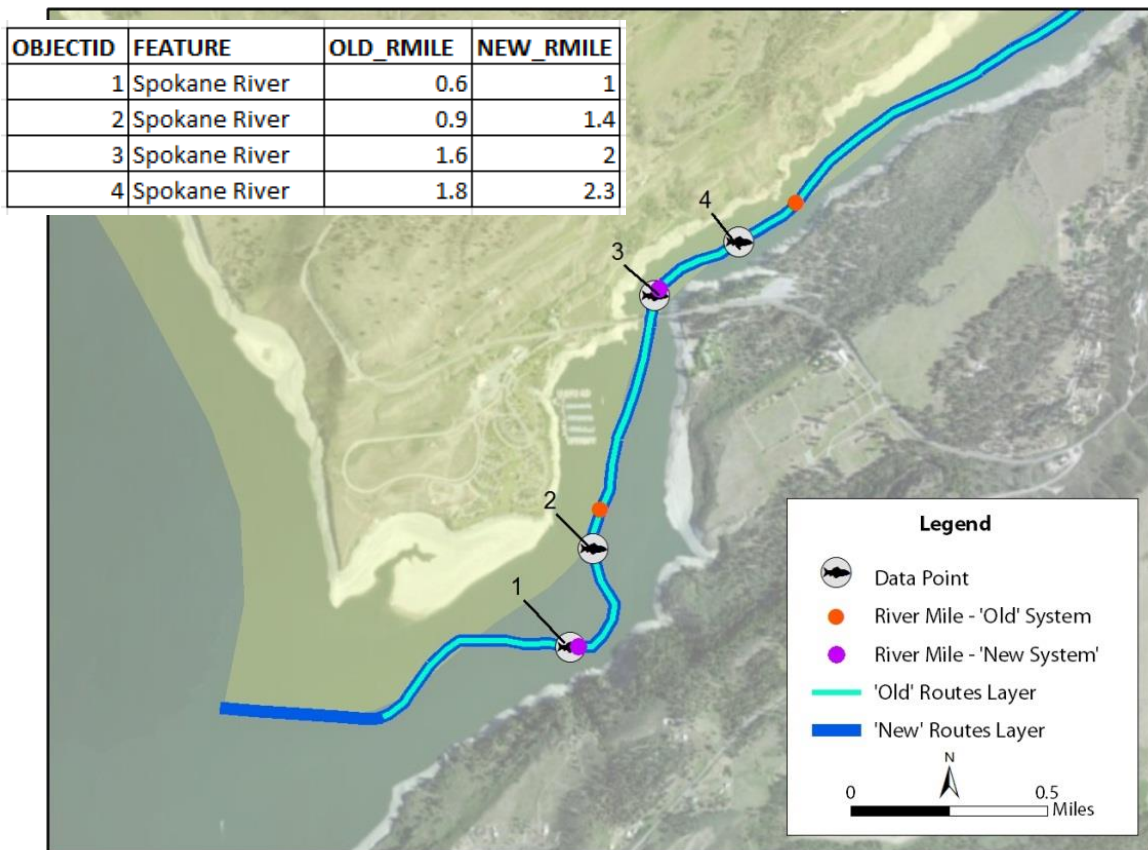 OBJECTID FEATURE OLD_RMILE NEW_RMILE
1 Spokane River 0.6 1
2 Spokane River 0.9 1.4
3 Spokane River 1.6 2
4 Spokane River 1.8 2.3
4
3
2
1
Legend
Data Point
River Mile - 'Old' System
River Mile - 'New System'
'Old' Routes Layer
'New' Routes Layer
N
0 0.5
Miles